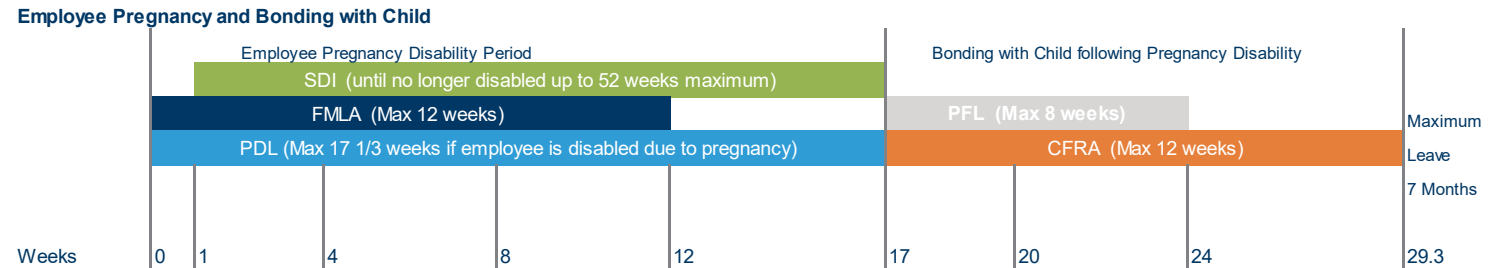 Employee Pregnancy and Bonding with Child
Employee Pregnancy Disability Period
Bonding with Child following Pregnancy Disability
SDI (until no longer disabled up to 52 weeks maximum)
FMLA (Max 12 weeks)
PFL (Max 8 weeks)
PDL (Max 17 1/3 weeks if employee is disabled due to pregnancy)
CFRA (Max 12 weeks)
Maximum
Leave
7 Months
Weeks 0 1 4 8 12 17 20 24 29.3